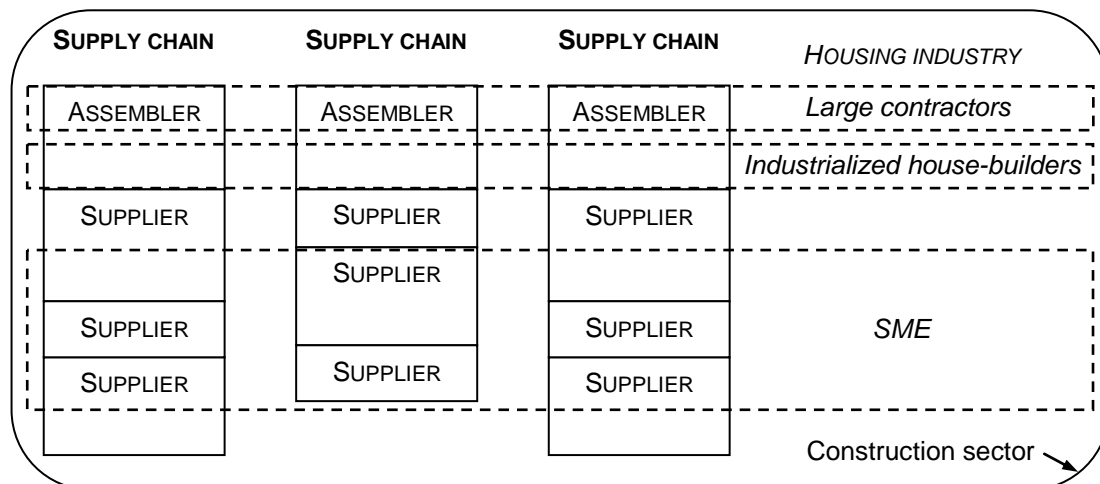 SUPPLY CHAIN SUPPLY CHAIN SUPPLY CHAIN
HOUSING INDUSTRY
ASSEMBLER ASSEMBLER ASSEMBLER Large contractors
Industrialized house-builders
SUPPLIER SUPPLIER SUPPLIER
SUPPLIER
SUPPLIER SUPPLIER SME
SUPPLIER SUPPLIER SUPPLIER
Construction sector